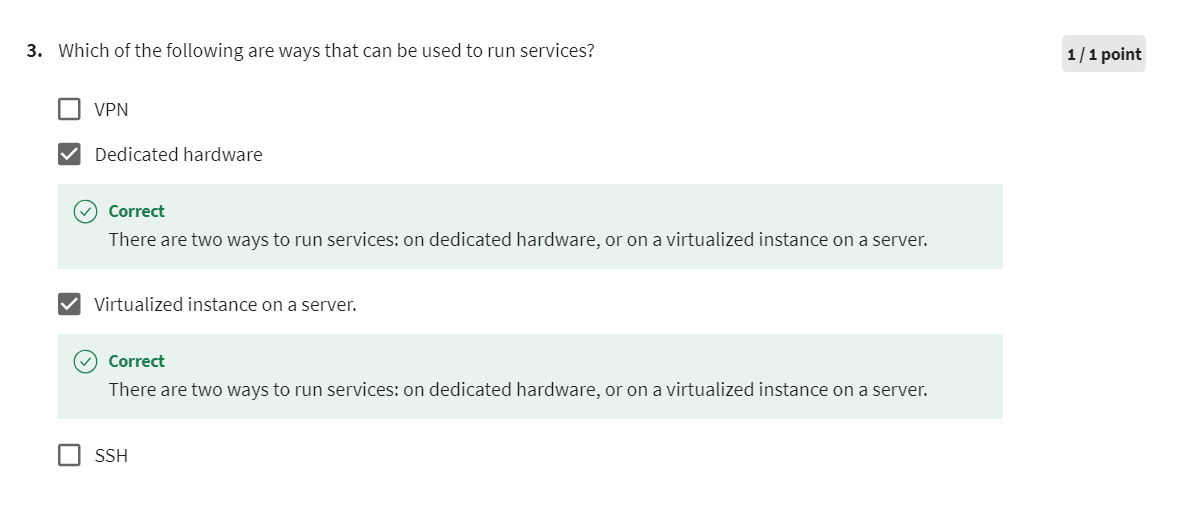 3. Which of the following are ways that can be used to run services?
1 / 1 point
VPN
Dedicated hardware
Correct
There are two ways to run services: on dedicated hardware, or on a virtualized instance on a server.
Virtualized instance on a server.
Correct
There are two ways to run services: on dedicated hardware, or on a virtualized instance on a server.
SSH